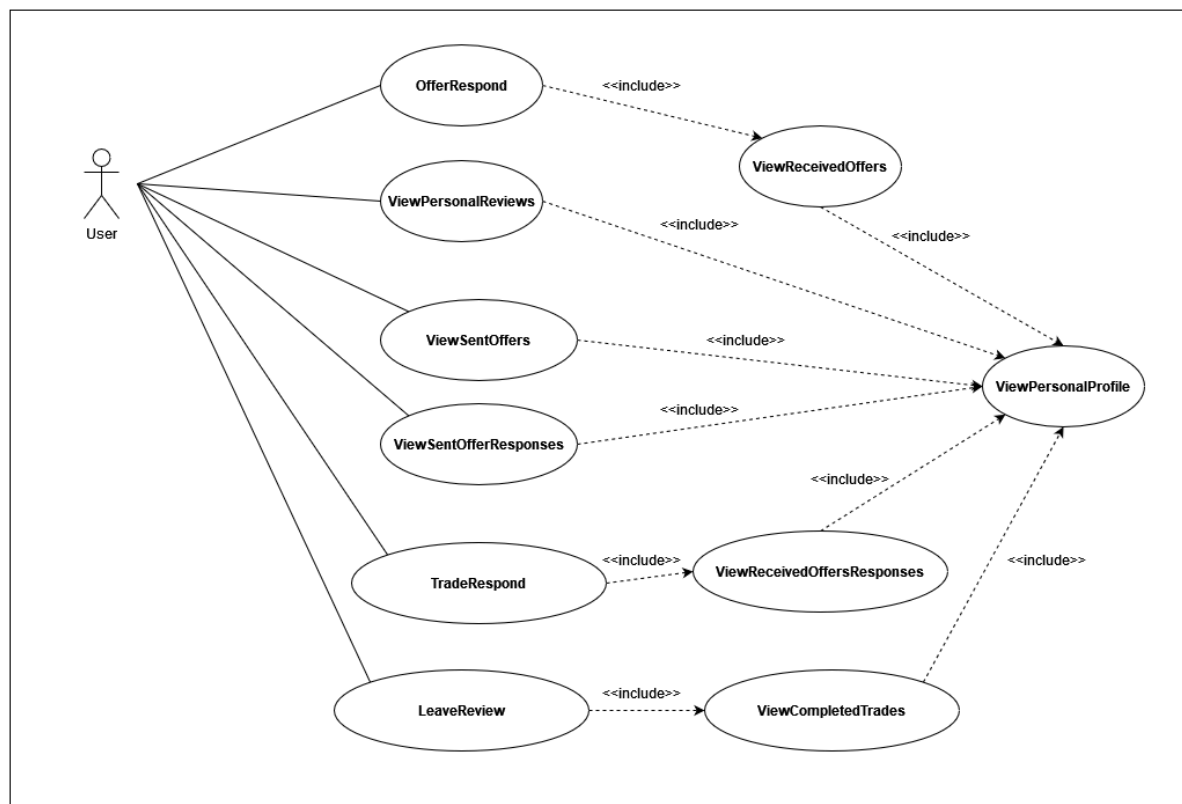 OfferRespond
<<include>>
ViewReceivedOffers
ViewPersonalReviews
<<include>>
<<include>>
User
ViewSentOffers
<<include>>
ViewPersonalProfile
ViewSentOfferResponses
<<include>>
<<include>>
TradeRespond
<<include>>
ViewReceivedOffersResponses
<<include>>
LeaveReview
<<include>>
ViewCompletedTrades